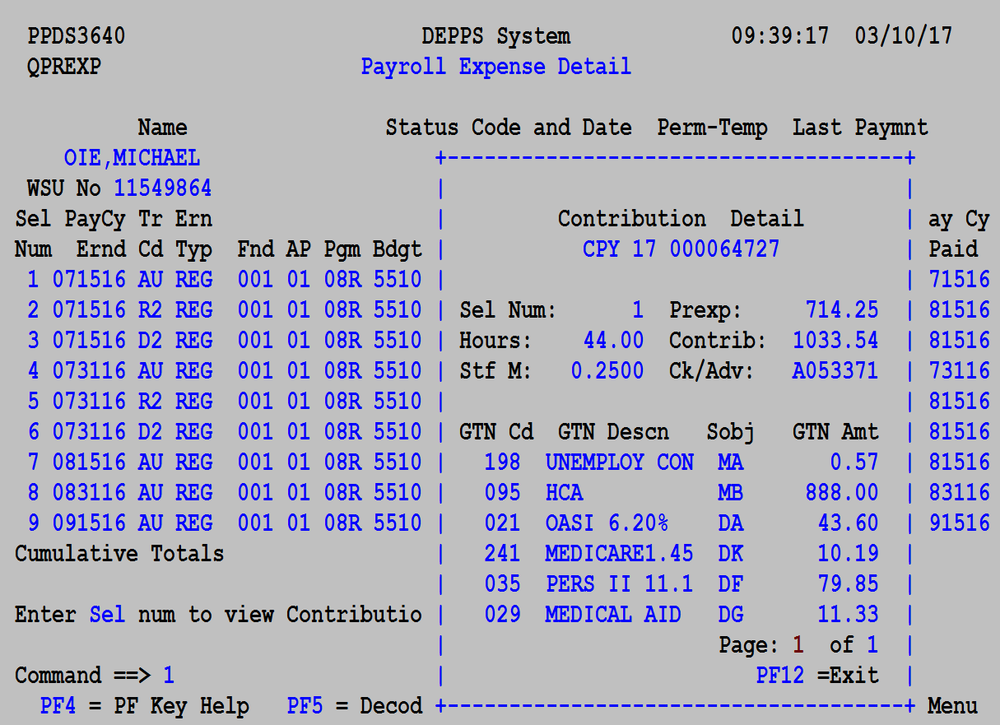 PPDS3640 DEPPS System 09:39:17 03/10/17
QPREXP Payroll Expense Detail
Name Status Code and Date Perm-Temp Last Paymnt
OIE,MICHAEL +-------------------------------------+
WSU No 11549864 | |
Sel PayCy Tr Ern | Contribution Detail | ay Cy
Num Ernd Cd Typ Fnd AP Pgm Bdgt | CPY 17 000064727 | Paid
1 071516 AU REG 001 01 08R 5510 | | 71516
2 071516 R2 REG 001 01 08R 5510 | Sel Num: 1 Prexp: 714.25 | 81516
3 071516 D2 REG 001 01 08R 5510 | Hours: 44.00 Contrib: 1033.54 | 81516
4 073116 AU REG 001 01 08R 5510 | Stf M: 0.2500 Ck/Adv: A053371 | 73116
5 073116 R2 REG 001 01 08R 5510 | | 81516
6 073116 D2 REG 001 01 08R 5510 | GTN Cd GTN Descn Sobj GTN Amt | 81516
7 081516 AU REG 001 01 08R 5510 | 198 UNEMPLOY CON MA 0.57 | 81516
8 083116 AU REG 001 01 08R 5510 | 095 HCA MB 888.00 | 83116
9 091516 AU REG 001 01 08R 5510 | 021 OASI 6.20% DA 43.60 | 91516
Cumulative Totals | 241 MEDICARE1.45 DK 10.19 |
| 035 PERS II 11.1 DF 79.85 |
Enter Sel num to view Contributio | 029 MEDICAL AID DG 11.33 |
| Page: 1 of 1 |
Command ==> 1 | PF12 =Exit |
PF4 = PF Key Help PF5 = Decod +-------------------------------------+ Menu